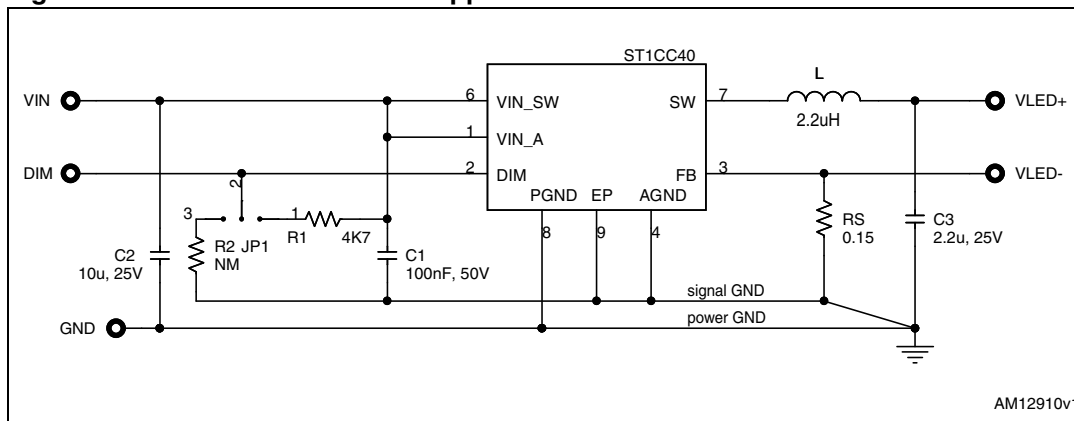 ST1CC40
L
VIN
6
VIN_SW
SW
7
VLED+
2.2uH
1
VIN_A
DIM
2
DIM
FB
3
VLED-
PGND
EP
AGND
2
3
1
R1
4K7
8
9
4
RS
0.15
C3
2.2u, 25V
C2
10u, 25V
R2 JP1
NM
C1
100nF, 50V
signal GND
power GND
GND